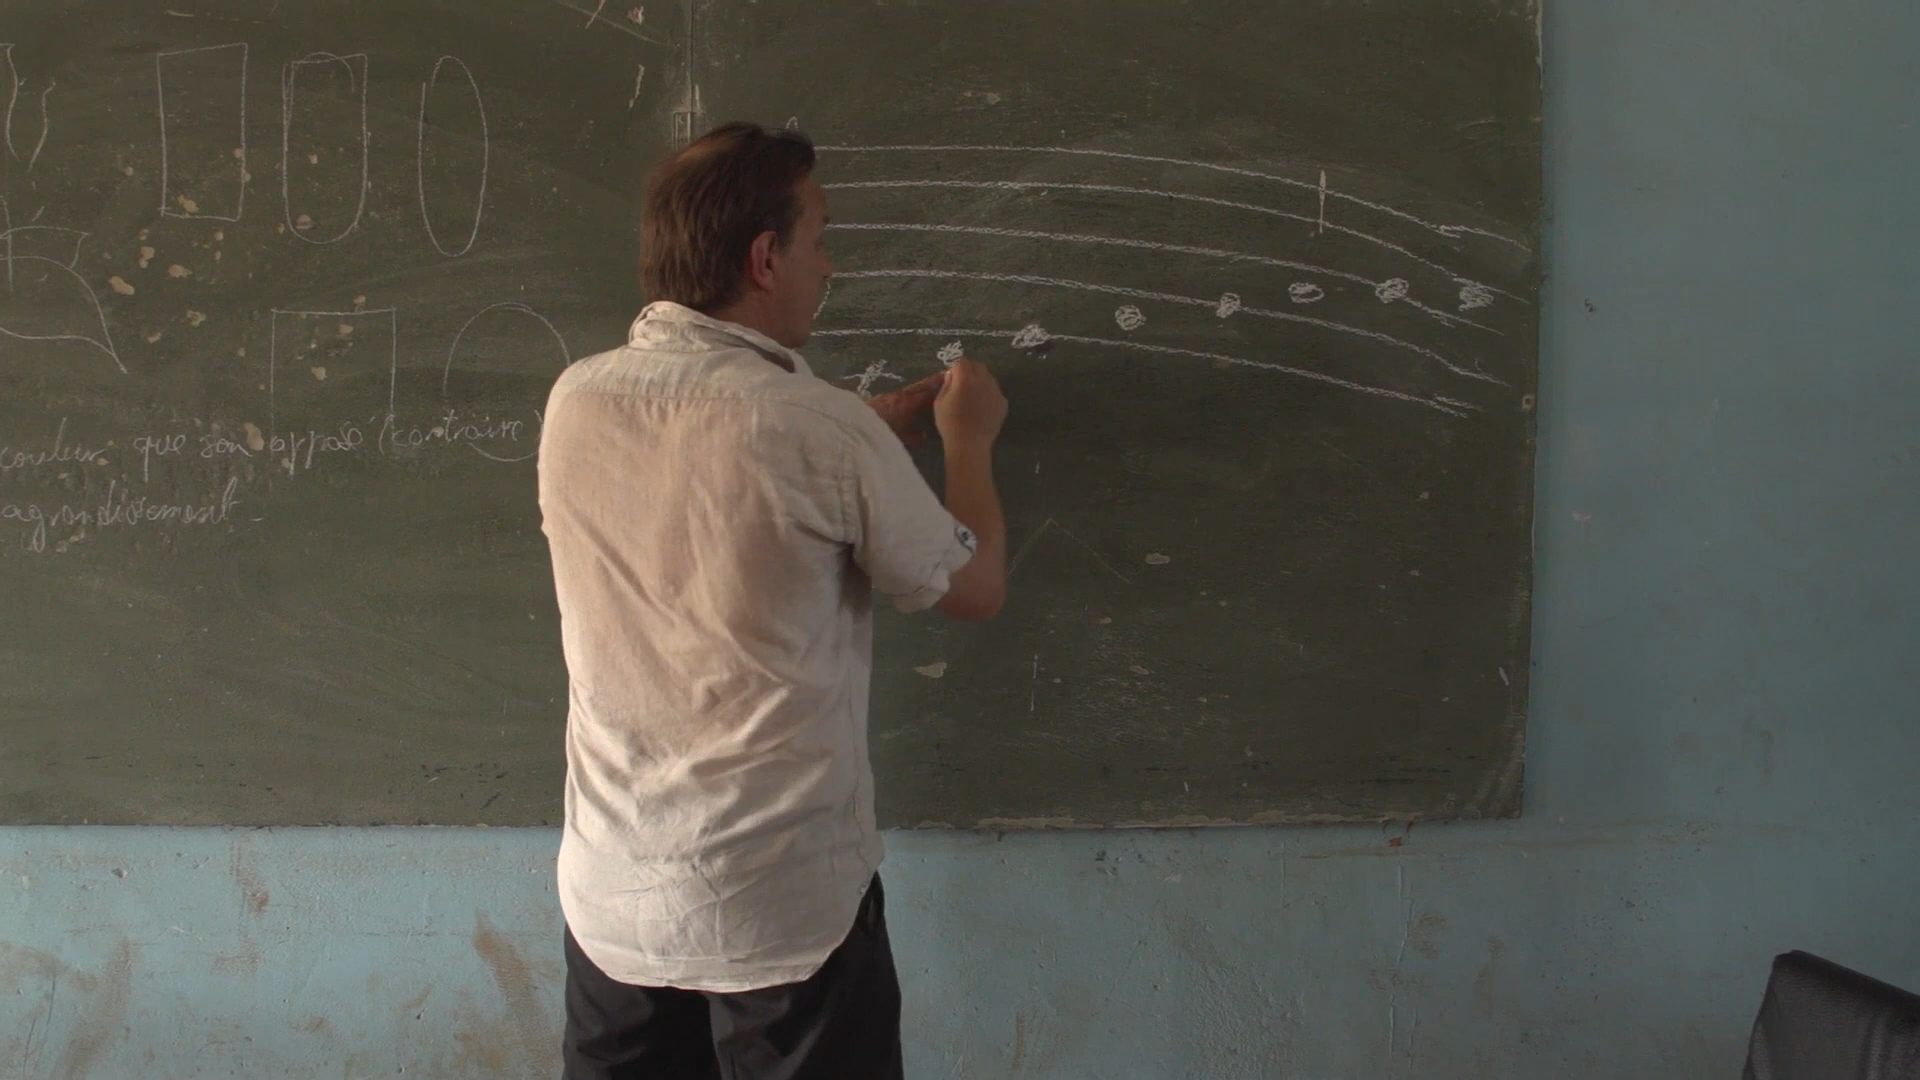 couleur que son opposé (contraire)
agrandissement -